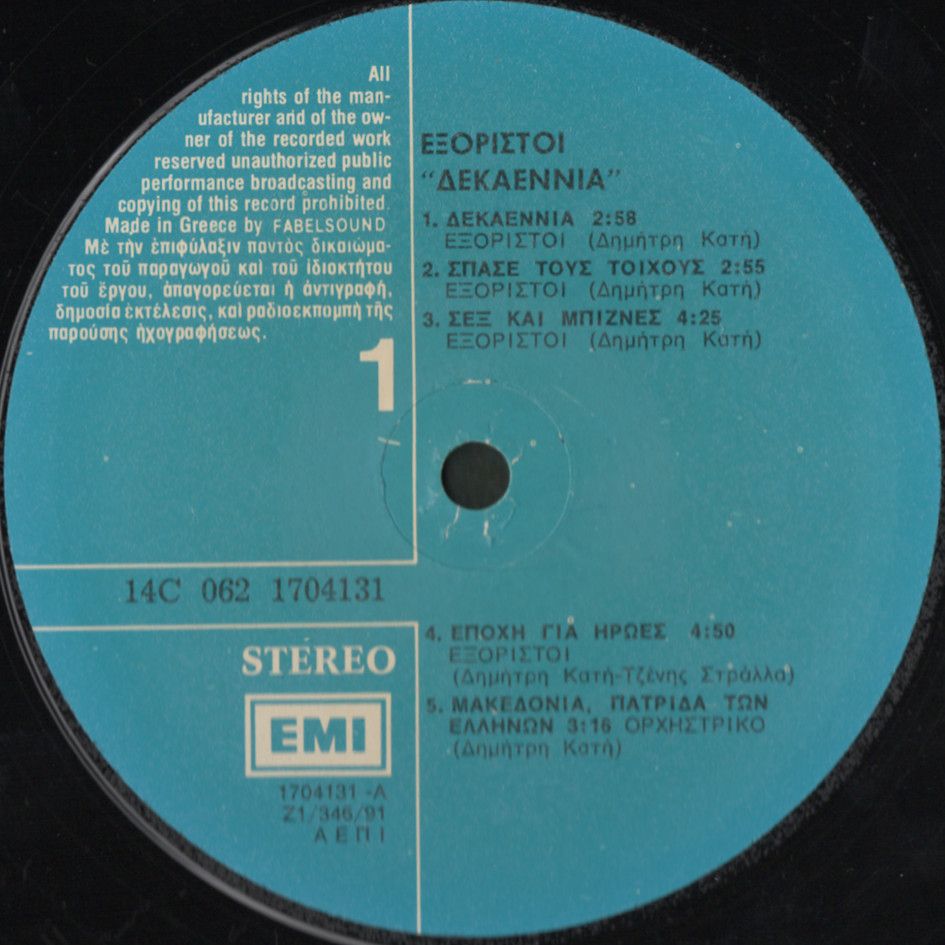 All
rights of the man-
ufacturer and of the ow-
ner of the recorded work
reserved unauthorized public
performance broadcasting and
copying of this record prohibited.
Made in Greece by FABELSOUND
Μὲ τὴν ἐπιφύλαξιν παντὸς δικαιώμα-
τος τοῦ παραγωγοῦ καὶ τοῦ ἰδιοκτήτου
τοῦ ἔργου, ἀπαγορεύεται ἡ ἀντιγραφή,
δημοσία ἐκτέλεσις, καὶ ραδιοεκπομπὴ τῆς
παρούσης ἠχογραφήσεως.
1
14C 062 1704131
STEREO
EMI
1704131 -A
Z1/346/91
ΑΕΠΙ
ΕΞΟΡΙΣΤΟΙ
“ΔΕΚΑΕΝΝΙΑ”
1. ΔΕΚΑΕΝΝΙΑ 2:58
ΕΞΟΡΙΣΤΟΙ (Δημήτρη Κατή)
2. ΣΠΑΣΕ ΤΟΥΣ ΤΟΙΧΟΥΣ 2:55
ΕΞΟΡΙΣΤΟΙ (Δημήτρη Κατή)
3. ΣΕΞ ΚΑΙ ΜΠΙΖΝΕΣ 4:25
ΕΞΟΡΙΣΤΟΙ (Δημήτρη Κατή)
4. ΕΠΟΧΗ ΓΙΑ ΗΡΩΕΣ 4:50
ΕΞΟΡΙΣΤΟΙ
(Δημήτρη Κατή-Τζένης Στράλλα)
5. ΜΑΚΕΔΟΝΙΑ, ΠΑΤΡΙΔΑ ΤΩΝ
ΕΛΛΗΝΩΝ 3:16 ΟΡΧΗΣΤΡΙΚΟ
(Δημήτρη Κατή)